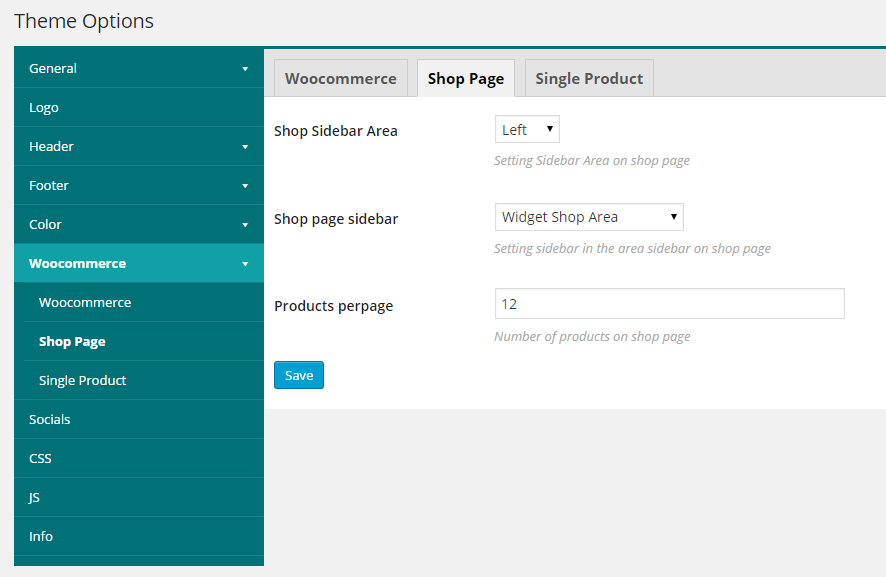 Theme Options
General
Logo
Header
Footer
Color
Woocommerce
Woocommerce
Shop Page
Single Product
Socials
CSS
JS
Info
Woocommerce Shop Page Single Product
Shop Sidebar Area Left
Setting Sidebar Area on shop page
Shop page sidebar Widget Shop Area
Setting sidebar in the area sidebar on shop page
Products perpage 12
Number of products on shop page
Save